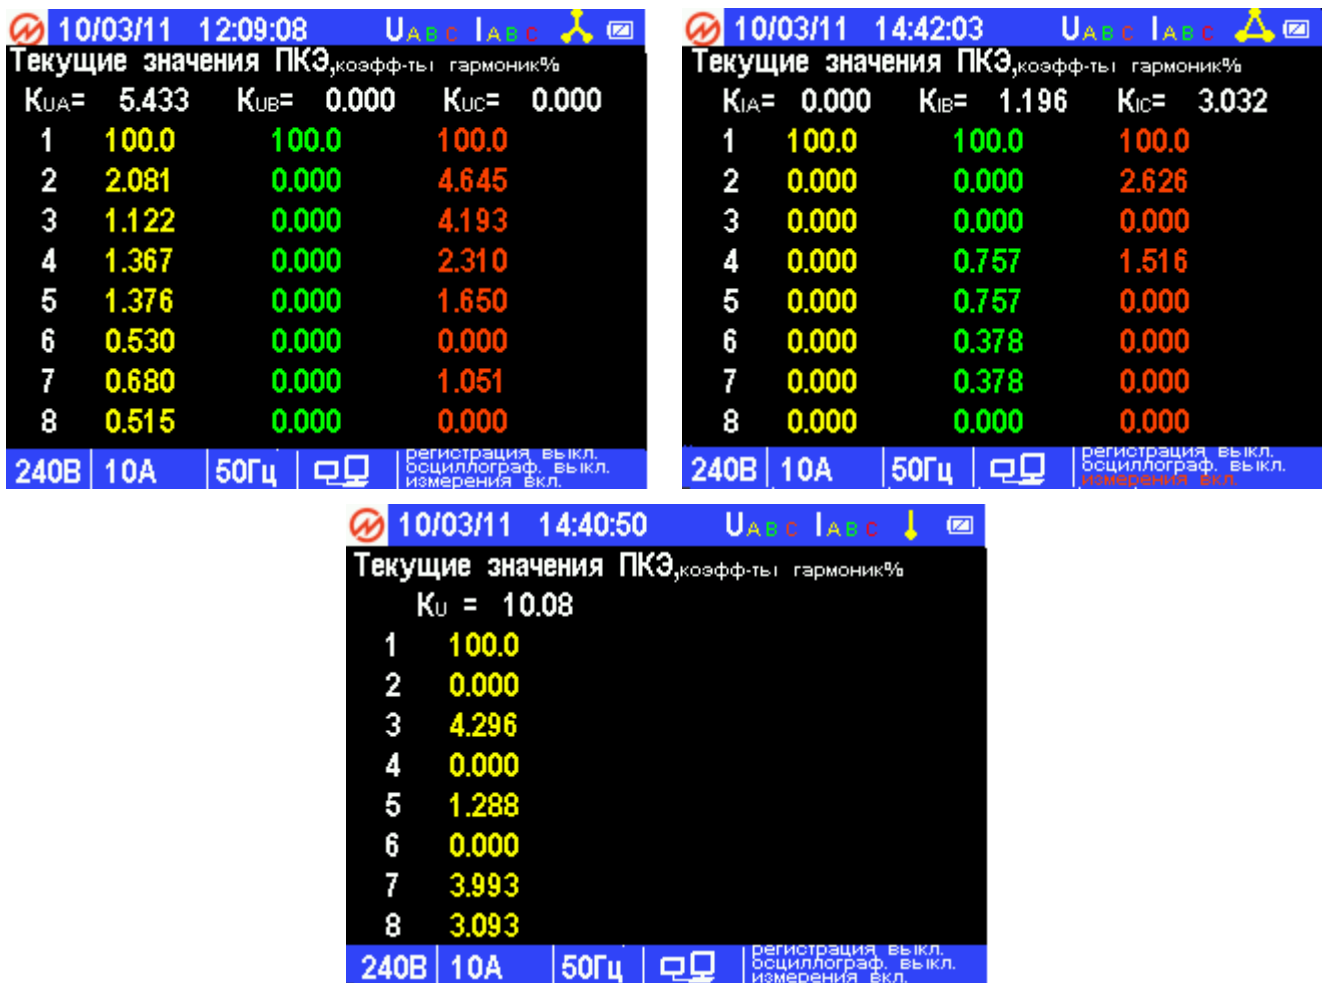 10/03/11 12:09:08 UABC IABC
Текущие значения ПКЭ,коэфф-ты гармоник%
KUA= 5.433 KUB= 0.000 KUC= 0.000
1 100.0 100.0 100.0
2 2.081 0.000 4.645
3 1.122 0.000 4.193
4 1.367 0.000 2.310
5 1.376 0.000 1.650
6 0.530 0.000 0.000
7 0.680 0.000 1.051
8 0.515 0.000 0.000
240В 10А 50Гц регистрация выкл.
осциллограф. выкл.
измерения вкл.
10/03/11 14:42:03 UABC IABC
Текущие значения ПКЭ,коэфф-ты гармоник%
KIA= 0.000 KIB= 1.196 KIC= 3.032
1 100.0 100.0 100.0
2 0.000 0.000 2.626
3 0.000 0.000 0.000
4 0.000 0.757 1.516
5 0.000 0.757 0.000
6 0.000 0.378 0.000
7 0.000 0.378 0.000
8 0.000 0.000 0.000
240В 10А 50Гц регистрация выкл.
осциллограф. выкл.
измерения вкл.
10/03/11 14:40:50 UABC IABC
Текущие значения ПКЭ,коэфф-ты гармоник%
KU = 10.08
1 100.0
2 0.000
3 4.296
4 0.000
5 1.288
6 0.000
7 3.993
8 3.093
240В 10А 50Гц регистрация выкл.
осциллограф. выкл.
измерения вкл.